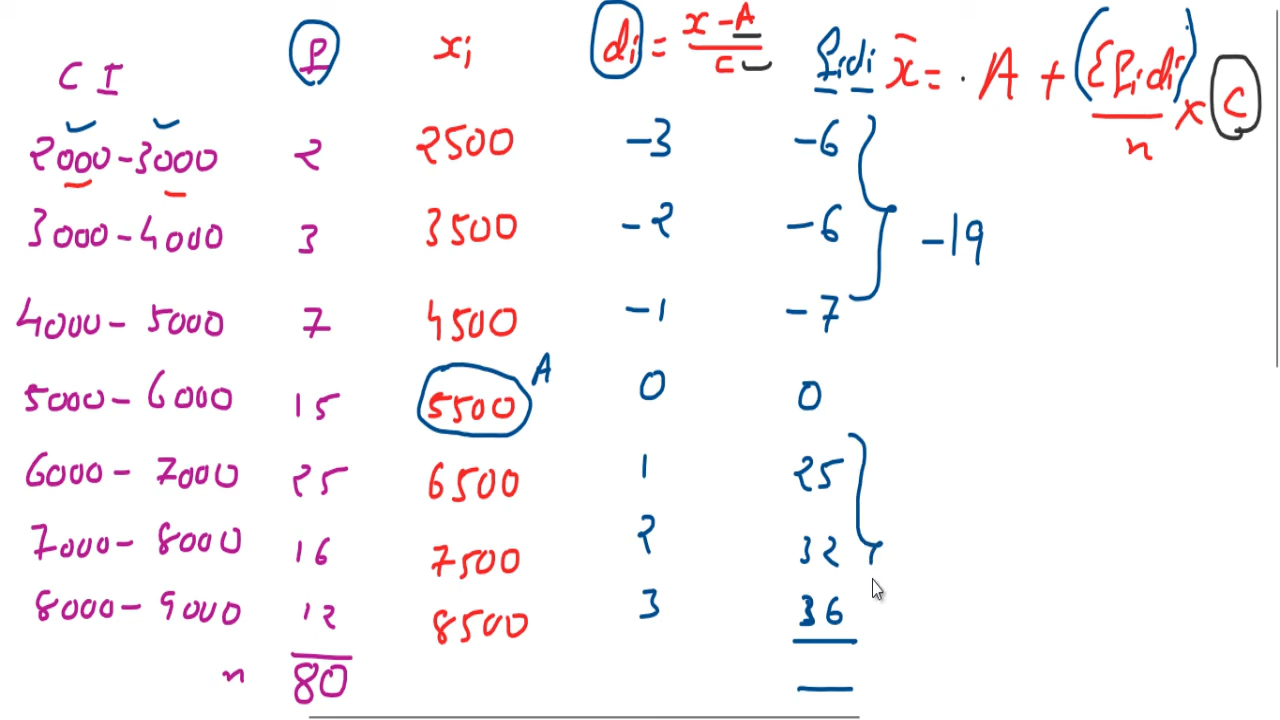 C I f xi di = x - A / c fidi x̄ = A + (Σfidi) / n × c
2000 - 3000 2 2500 -3 -6
3000 - 4000 3 3500 -2 -6 -19
4000 - 5000 7 4500 -1 -7
5000 - 6000 15 5500 A 0 0
6000 - 7000 25 6500 1 25
7000 - 8000 16 7500 2 32
8000 - 9000 12 8500 3 36
n 80